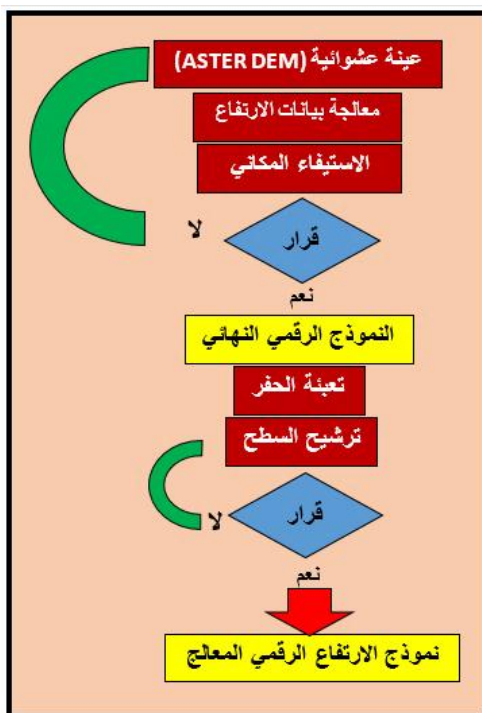 عينة عشوائية (ASTER DEM)
معالجة بيانات الارتفاع
الاستيفاء المكاني
قرار
لا
نعم
النموذج الرقمي النهائي
تعبئة الحفر
ترشيح السطح
قرار
لا
نعم
نموذج الارتفاع الرقمي المعالج